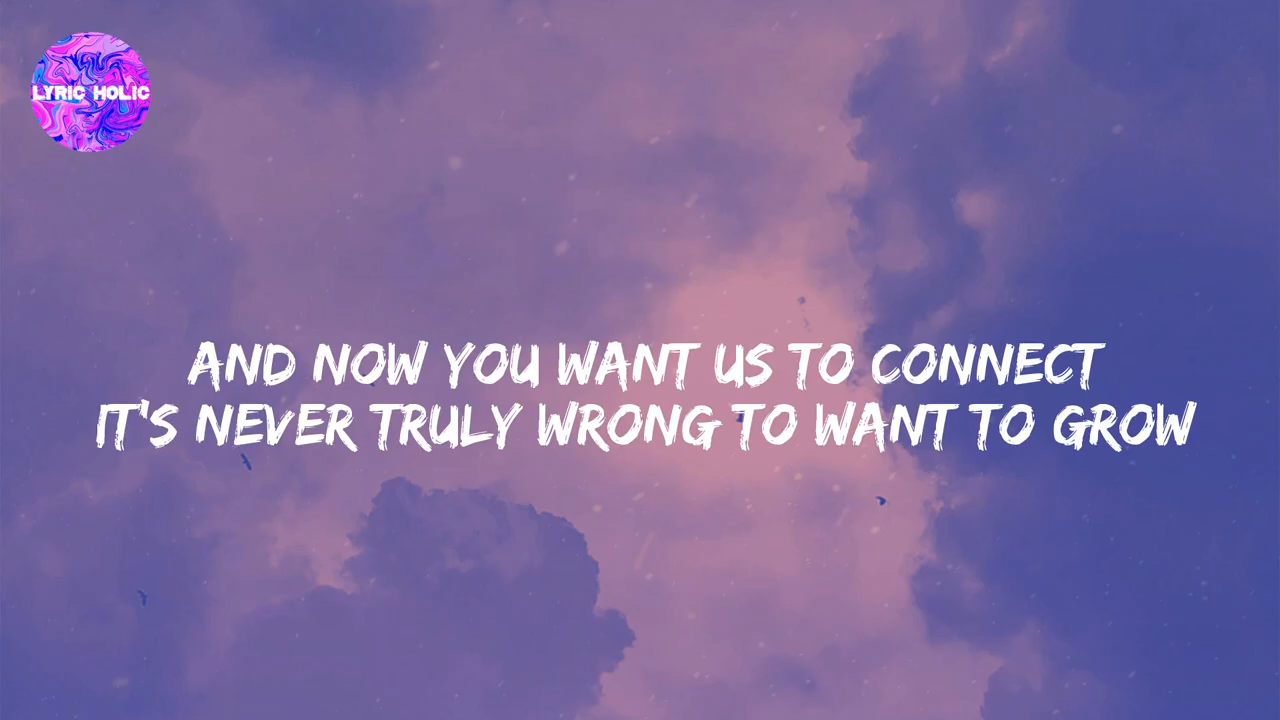 LYRIC HOLIC
AND NOW YOU WANT US TO CONNECT
IT'S NEVER TRULY WRONG TO WANT TO GROW